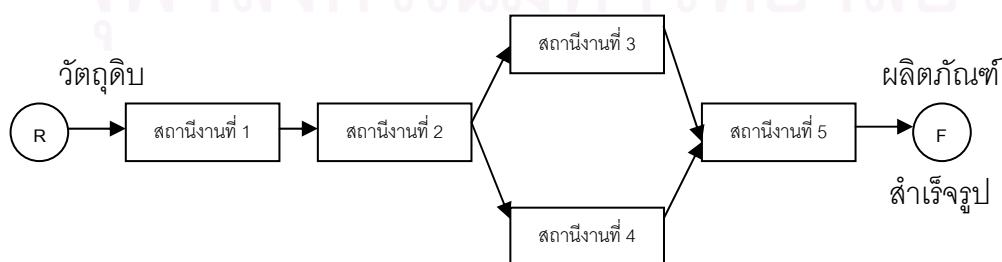 สถานีงานที่ 3
วัตถุดิบ
ผลิตภัณฑ์
R
สถานีงานที่ 1
สถานีงานที่ 2
สถานีงานที่ 5
F
สำเร็จรูป
สถานีงานที่ 4